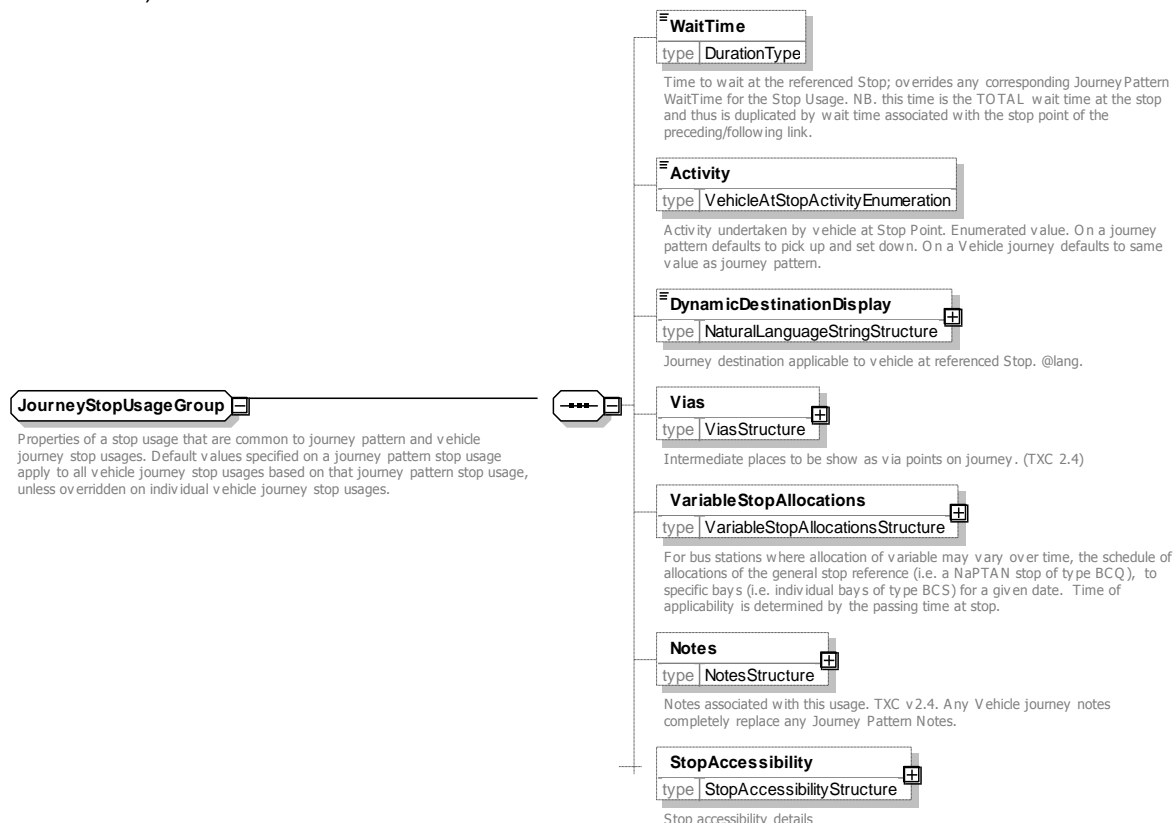 WaitTime
type DurationType
Time to wait at the referenced Stop; overrides any corresponding JourneyPattern
WaitTime for the Stop Usage. NB. this time is the TOTAL wait time at the stop
and thus is duplicated by wait time associated with the stop point of the
preceding/following link.
Activity
type VehicleAtStopActivityEnumeration
Activity undertaken by vehicle at Stop Point. Enumerated value. On a journey
pattern defaults to pick up and set down. On a Vehicle journey defaults to same
value as journey pattern.
DynamicDestinationDisplay
type NaturalLanguageStringStructure
Journey destination applicable to vehicle at referenced Stop. @lang.
JourneyStopUsageGroup
Properties of a stop usage that are common to journey pattern and vehicle
journey stop usages. Default values specified on a journey pattern stop usage
apply to all vehicle journey stop usages based on that journey pattern stop usage,
unless overridden on individual vehicle journey stop usages.
Vias
type ViasStructure
Intermediate places to be show as via points on journey. (TXC 2.4)
VariableStopAllocations
type VariableStopAllocationsStructure
For bus stations where allocation of variable may vary over time, the schedule of
allocations of the general stop reference (i.e. a NaPTAN stop of type BCQ), to
specific bays (i.e. individual bays of type BCS) for a given date. Time of
applicability is determined by the passing time at stop.
Notes
type NotesStructure
Notes associated with this usage. TXC v2.4. Any Vehicle journey notes
completely replace any Journey Pattern Notes.
StopAccessibility
type StopAccessibilityStructure
Stop accessibility details